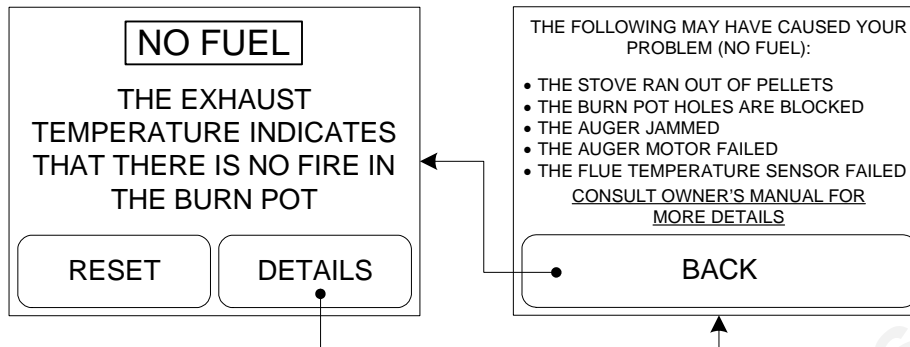 NO FUEL
THE EXHAUST
TEMPERATURE INDICATES
THAT THERE IS NO FIRE IN
THE BURN POT
RESET
DETAILS
THE FOLLOWING MAY HAVE CAUSED YOUR
PROBLEM (NO FUEL):
• THE STOVE RAN OUT OF PELLETS
• THE BURN POT HOLES ARE BLOCKED
• THE AUGER JAMMED
• THE AUGER MOTOR FAILED
• THE FLUE TEMPERATURE SENSOR FAILED
CONSULT OWNER'S MANUAL FOR
MORE DETAILS
BACK